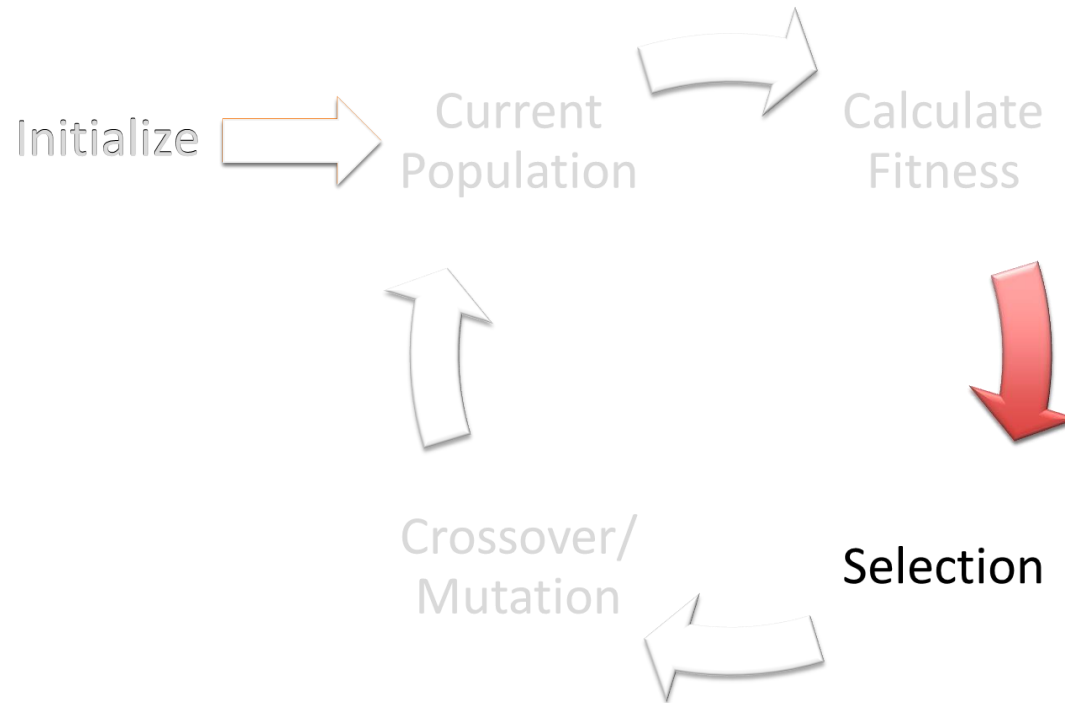 Initialize
Current
Population
Calculate
Fitness
Crossover/
Mutation
Selection